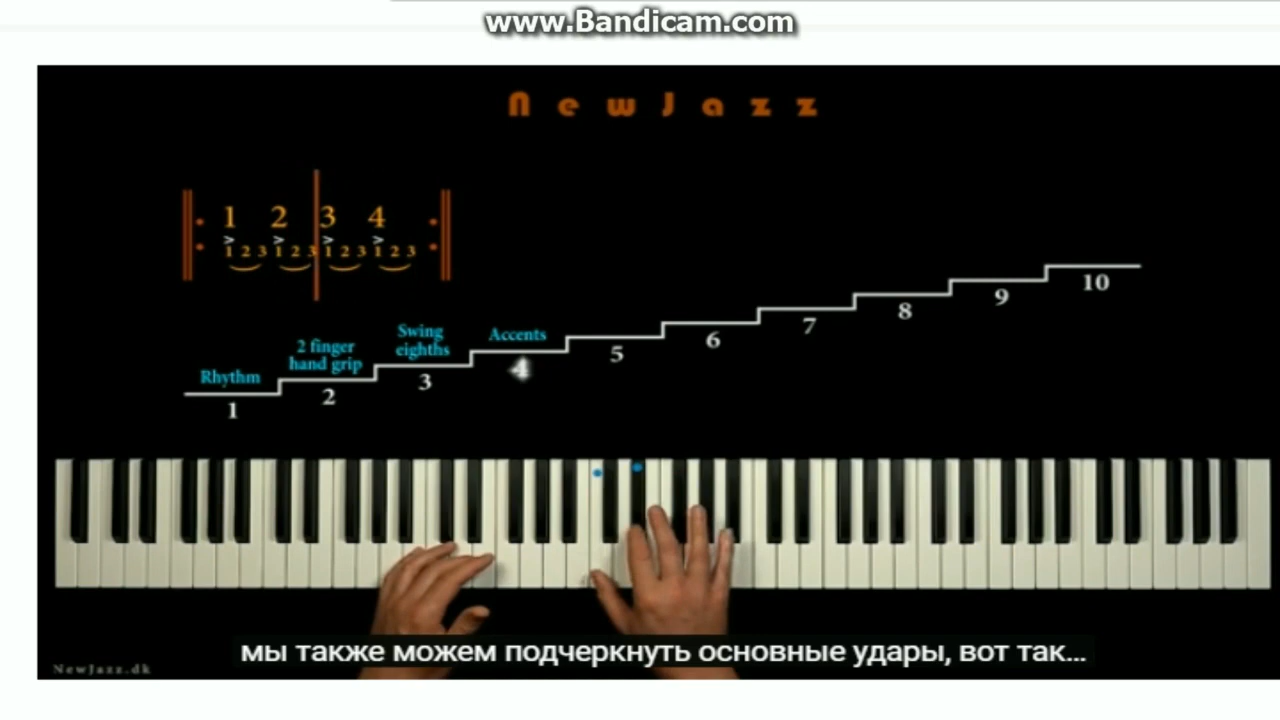 www.Bandicam.com
NewJazz
1 2 3 4
> > > >
1 2 3 1 2 3 1 2 3 1 2 3
Rhythm
1
2 finger
hand grip
2
Swing
eighths
3
Accents
4
5
6
7
8
9
10
мы также можем подчеркнуть основные удары, вот так...
NewJazz.dk